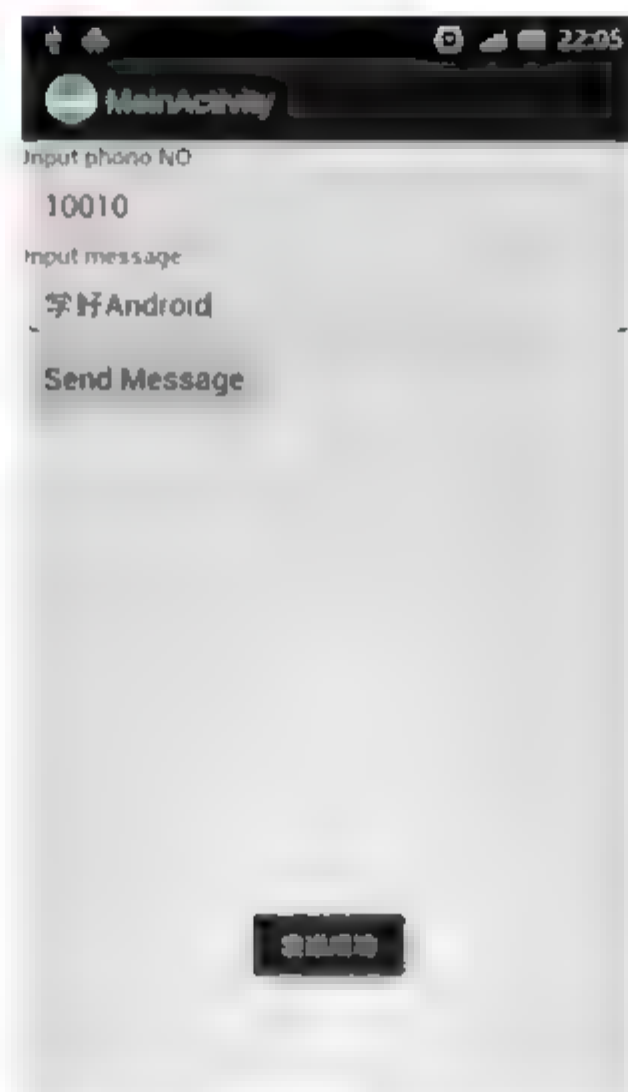 22:05
MainActivity
Input phone NO
10010
Input message
学好Android
Send Message